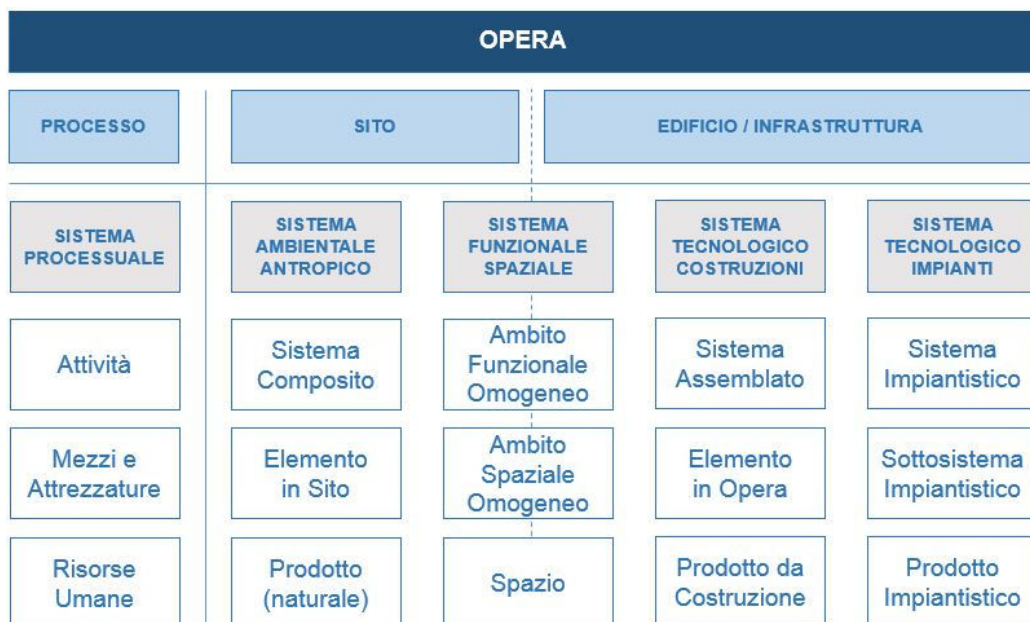 OPERA
PROCESSO
SITO
EDIFICIO / INFRASTRUTTURA
SISTEMA
PROCESSUALE
SISTEMA
AMBIENTALE
ANTROPICO
SISTEMA
FUNZIONALE
SPAZIALE
SISTEMA
TECNOLOGICO
COSTRUZIONI
SISTEMA
TECNOLOGICO
IMPIANTI
Attività
Sistema
Composito
Ambito
Funzionale
Omogeneo
Sistema
Assemblato
Sistema
Impiantistico
Mezzi e
Attrezzature
Elemento
in Sito
Ambito
Spaziale
Omogeneo
Elemento
in Opera
Sottosistema
Impiantistico
Risorse
Umane
Prodotto
(naturale)
Spazio
Prodotto da
Costruzione
Prodotto
Impiantistico